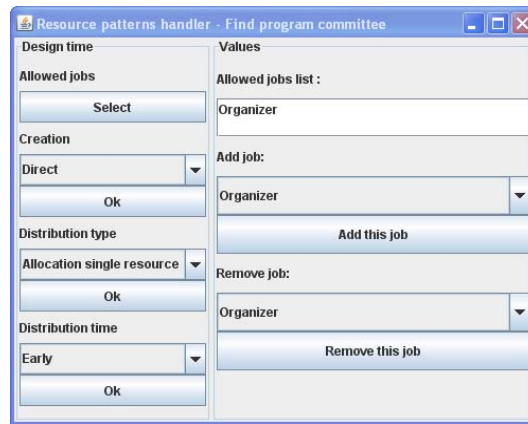 Resource patterns handler - Find program committee
Design time
Allowed jobs
Select
Creation
Direct
Ok
Distribution type
Allocation single resource
Ok
Distribution time
Early
Ok
Values
Allowed jobs list :
Organizer
Add job:
Organizer
Add this job
Remove job:
Organizer
Remove this job